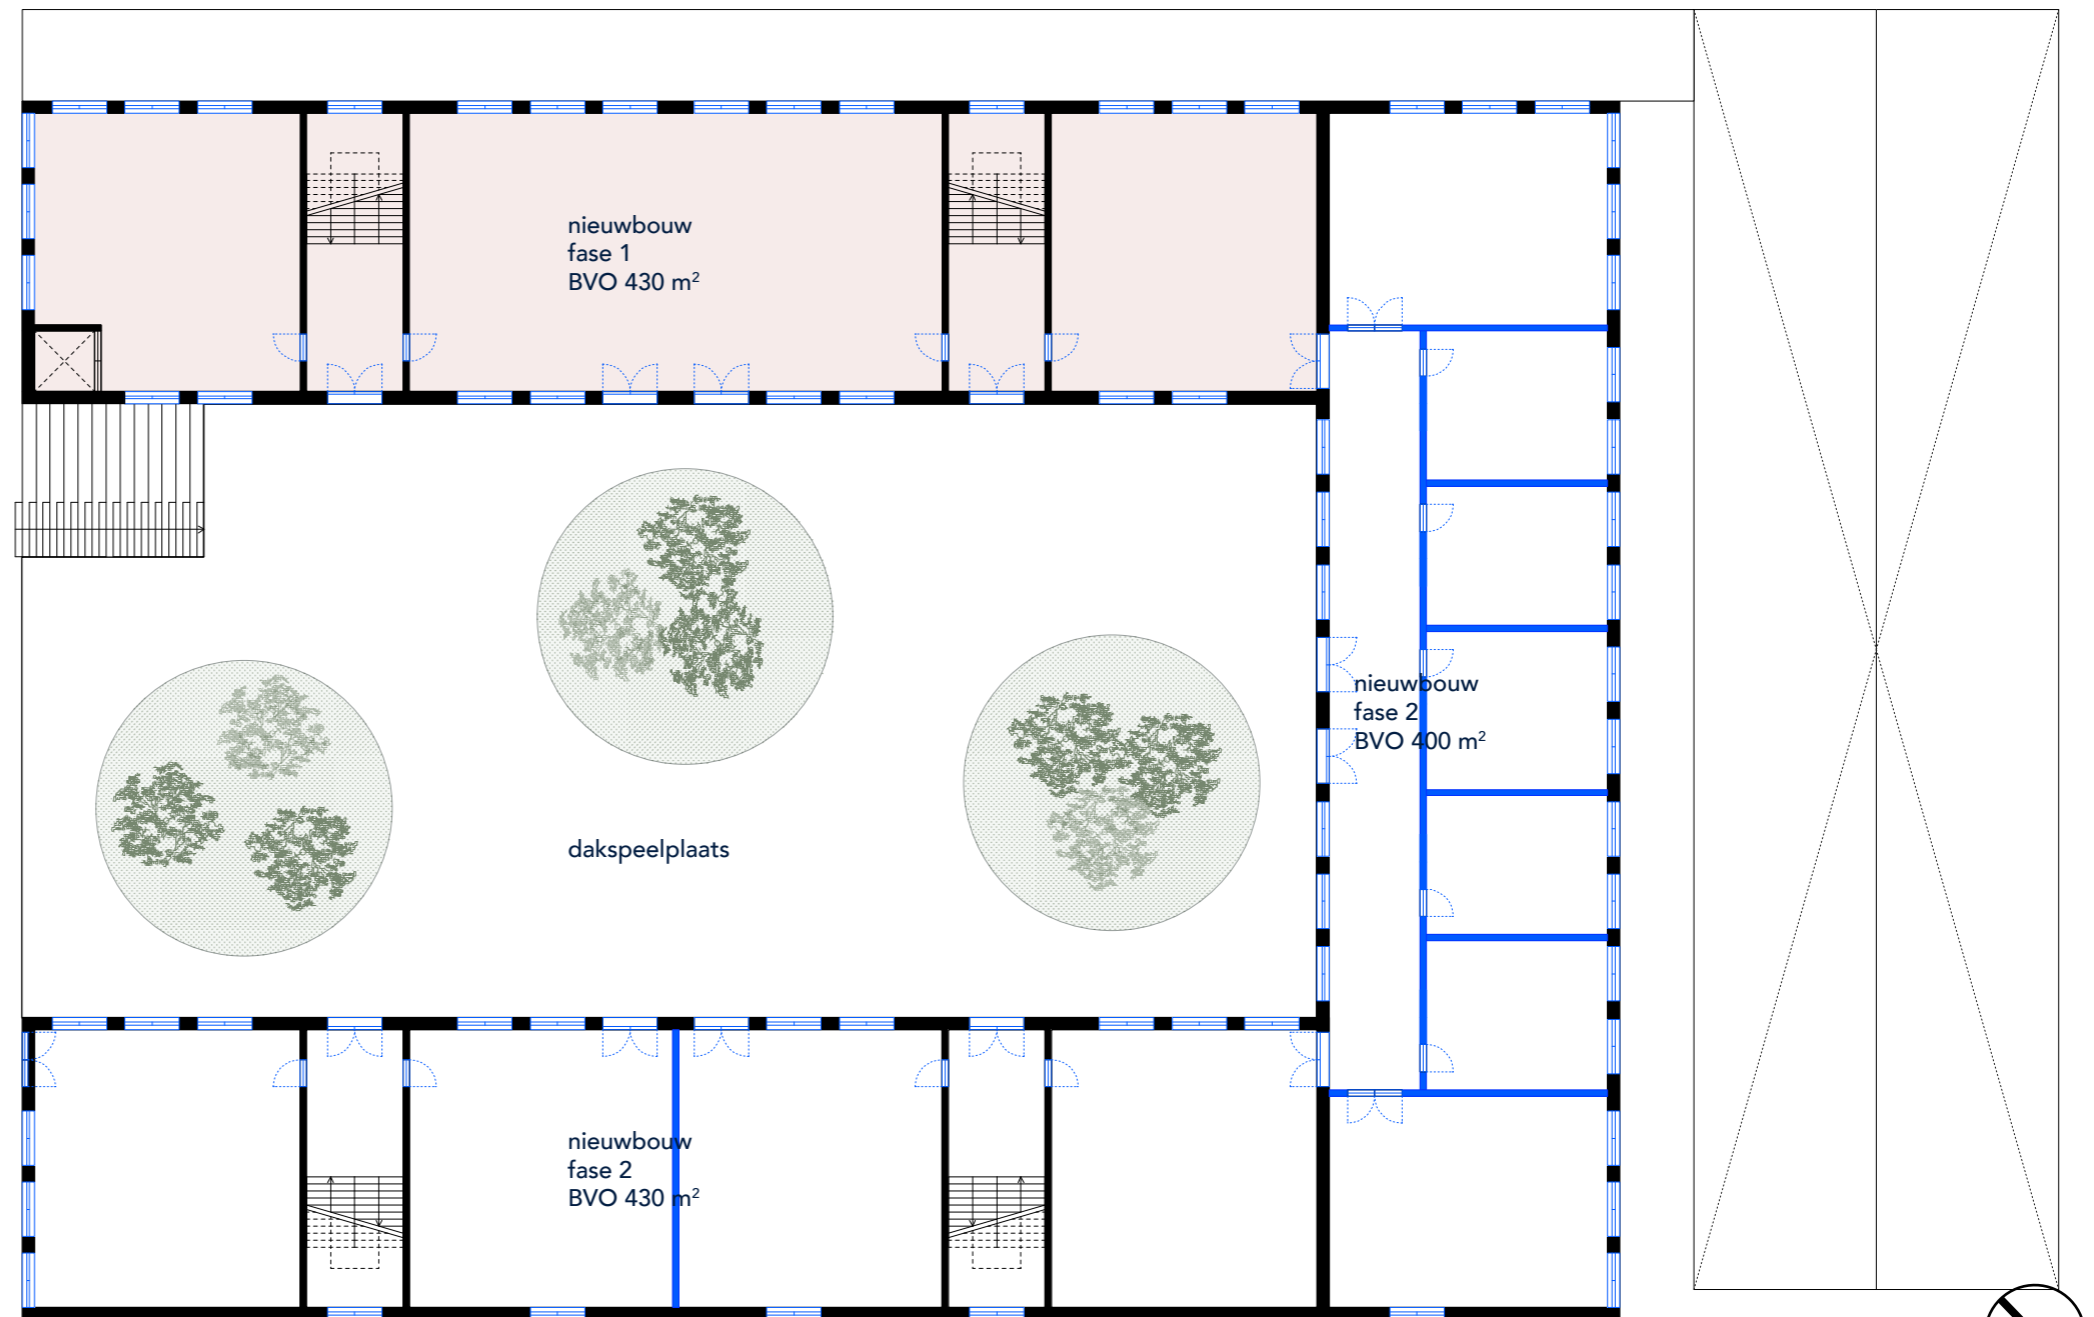 nieuwbouw
fase 1
BVO 430 m²
nieuwbouw
fase 2
BVO 400 m²
dakspeelplaats
nieuwbouw
fase 2
BVO 430 m²